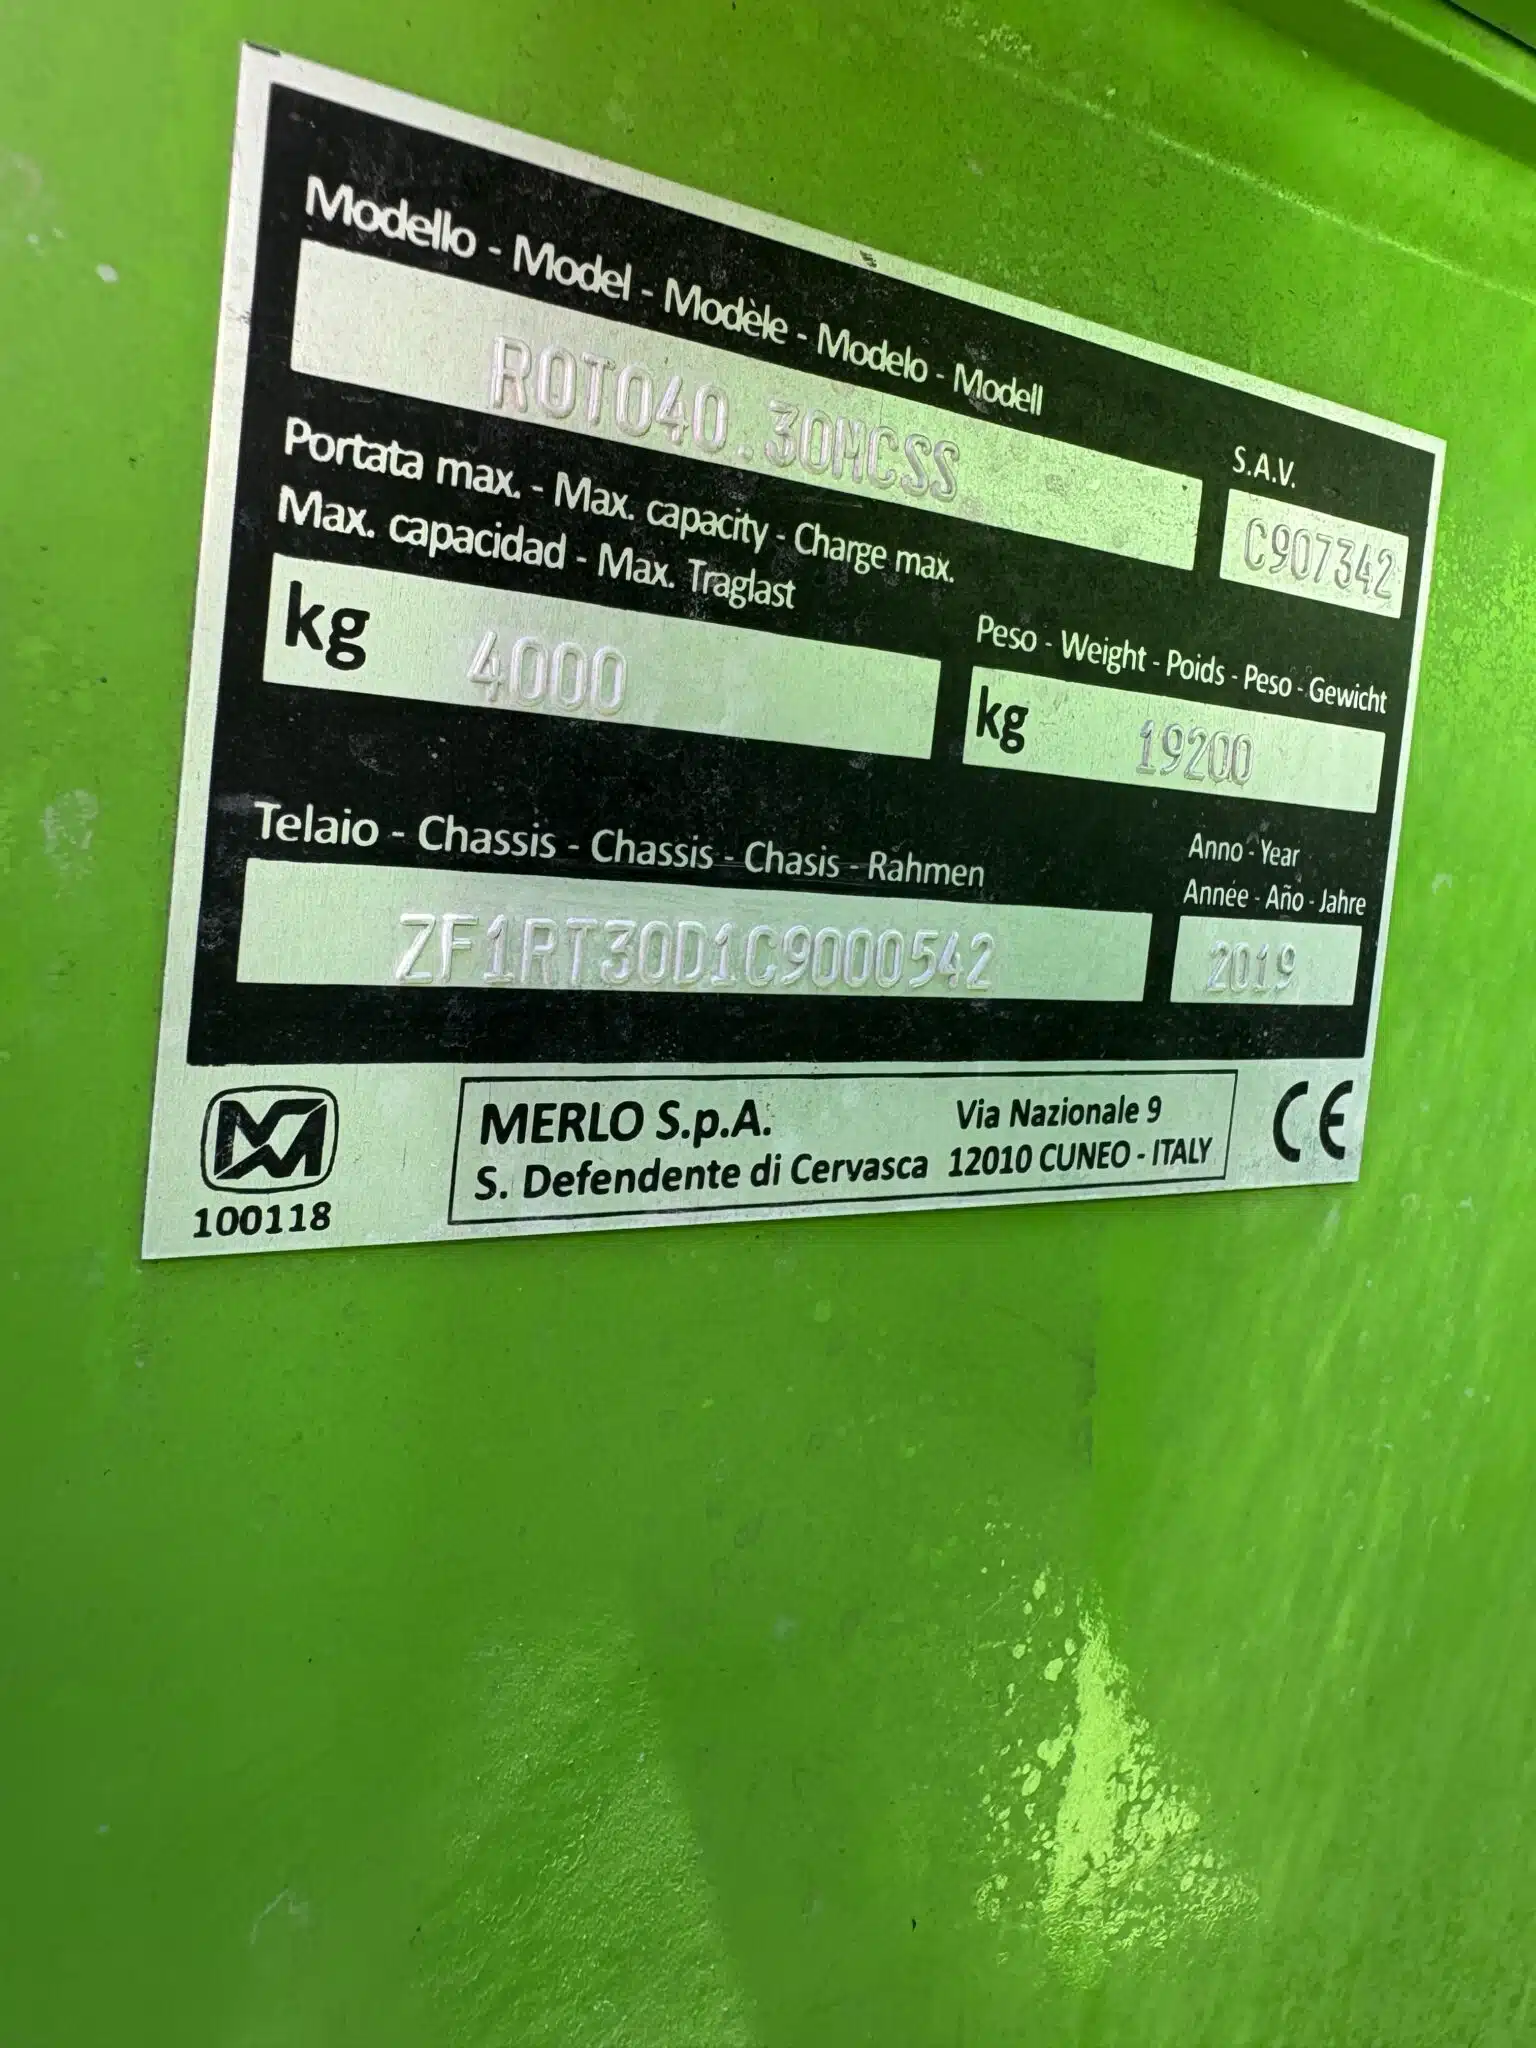 Modello - Model - Modèle - Modelo - Modell
ROTO40.30MCSS
S.A.V.
C907342
Portata max. - Max. capacity - Charge max.
Max. capacidad - Max. Traglast
kg 4000
Peso - Weight - Poids - Peso - Gewicht
kg 19200
Telaio - Chassis - Chassis - Chasis - Rahmen
ZF1RT30D1C9000542
Anno - Year
Année - Año - Jahre
2019
100118
MERLO S.p.A.
S. Defendente di Cervasca
Via Nazionale 9
12010 CUNEO - ITALY
CE